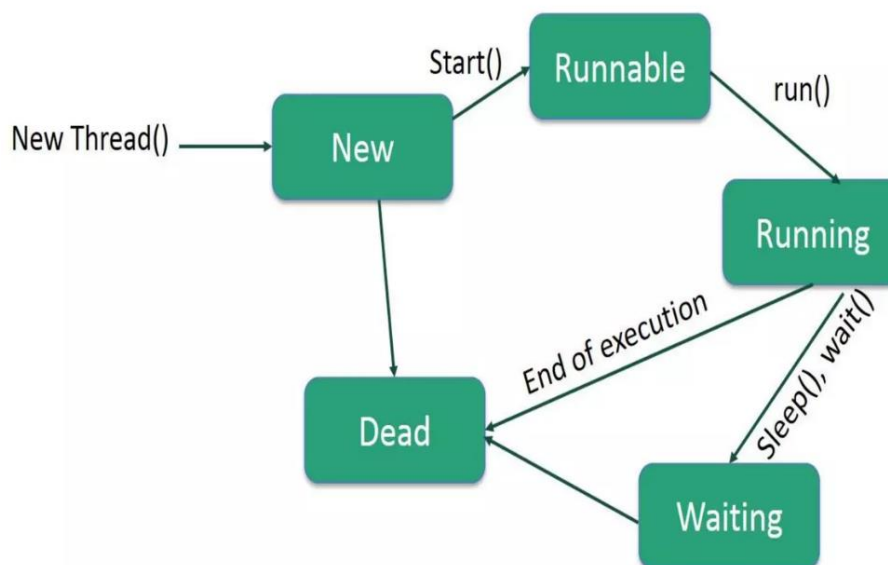 Start()
Runnable
run()
New Thread()
New
Running
End of execution
Sleep(), wait()
Dead
Waiting